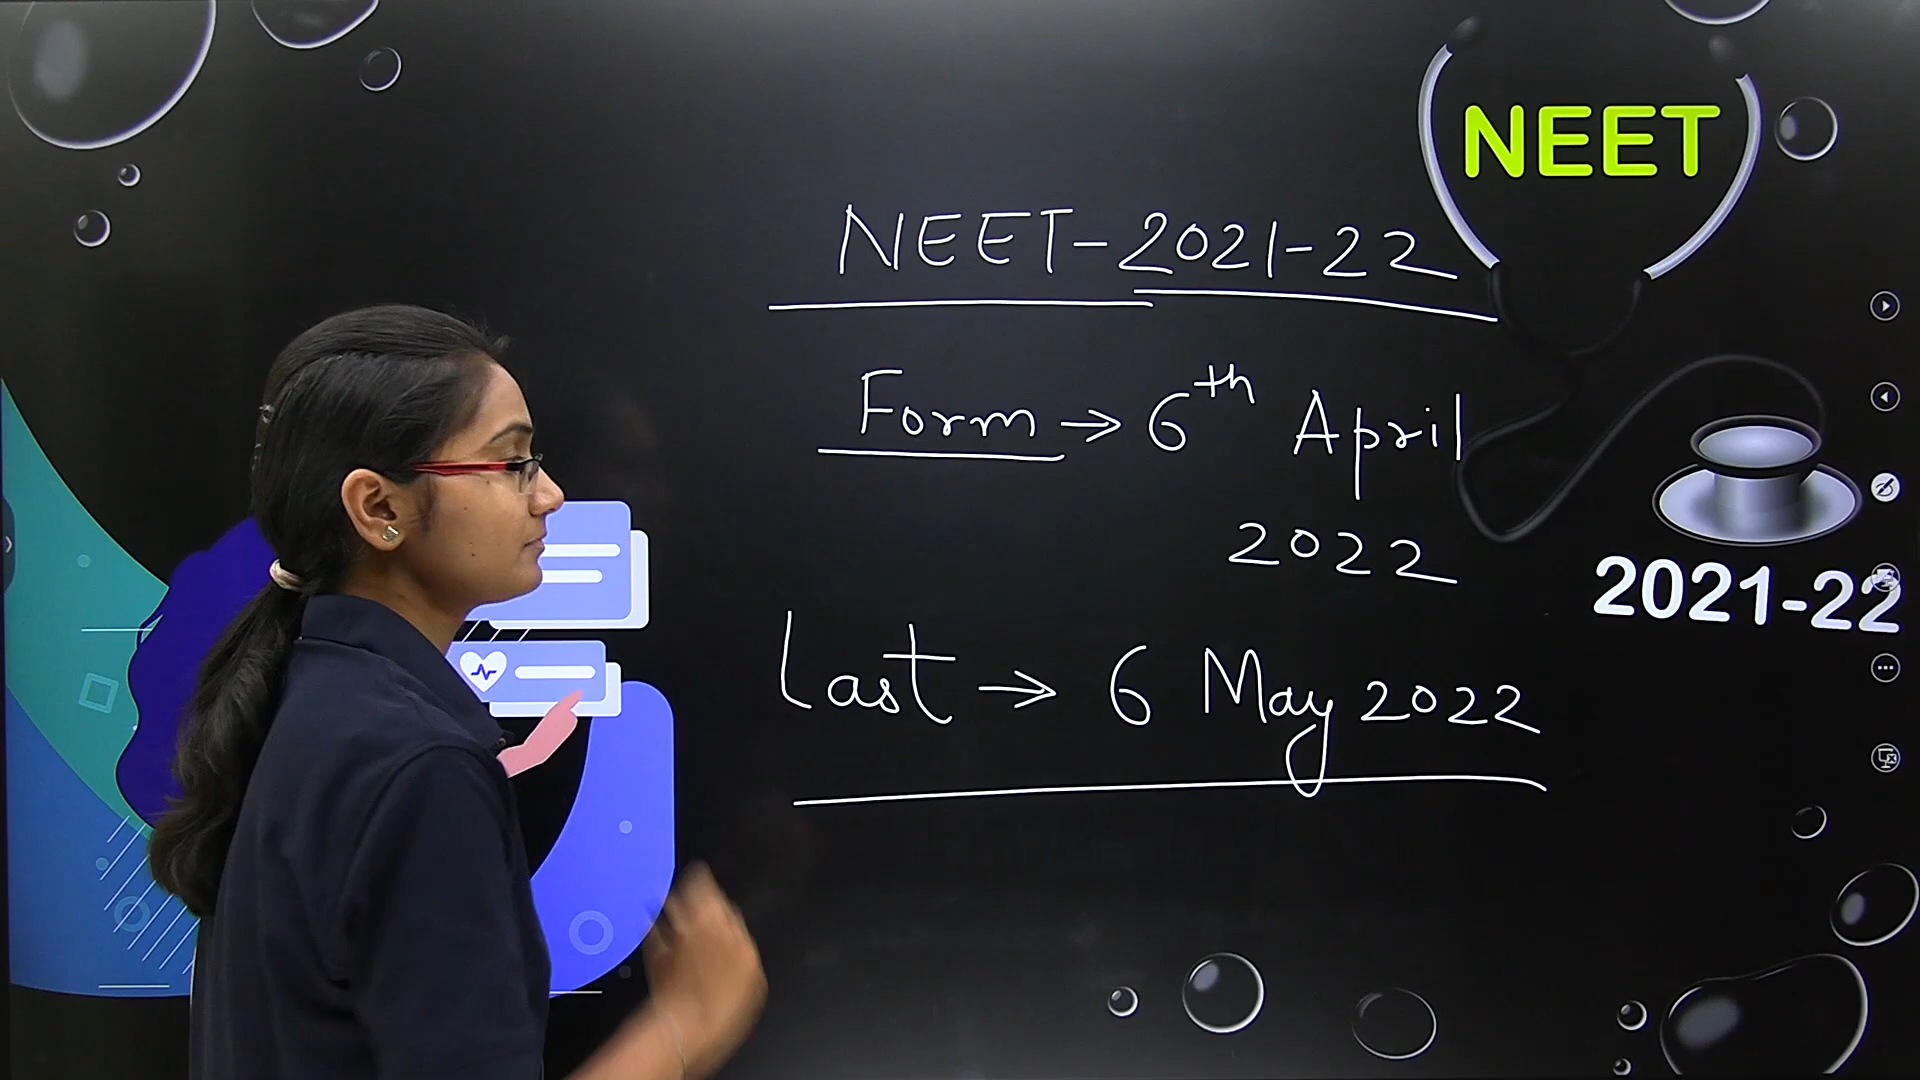 NEET
NEET-2021-22
Form → 6th April
2022
2021-22
Last → 6 May 2022